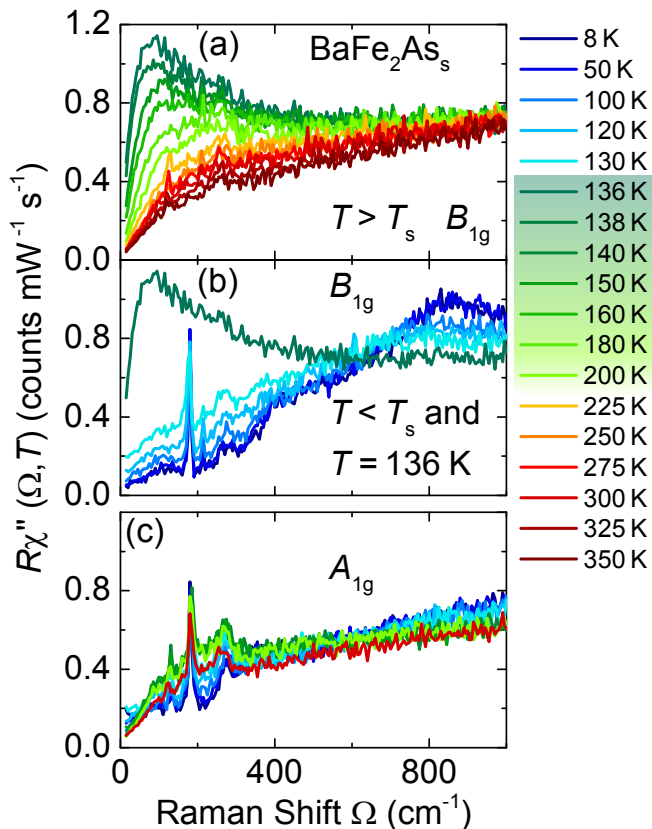 1.2
0.8
0.4
0.0
(a)
BaFe₂Asₛ
T > Tₛ B₁g
(b)
B₁g
0.8
0.4
0.0
T < Tₛ and
T = 136 K
(c)
A₁g
0.8
0.4
0.0
0
400
800
Raman Shift Ω (cm⁻¹)
Rχ'' (Ω,T) (counts mW⁻¹ s⁻¹)
8 K
50 K
100 K
120 K
130 K
136 K
138 K
140 K
150 K
160 K
180 K
200 K
225 K
250 K
275 K
300 K
325 K
350 K